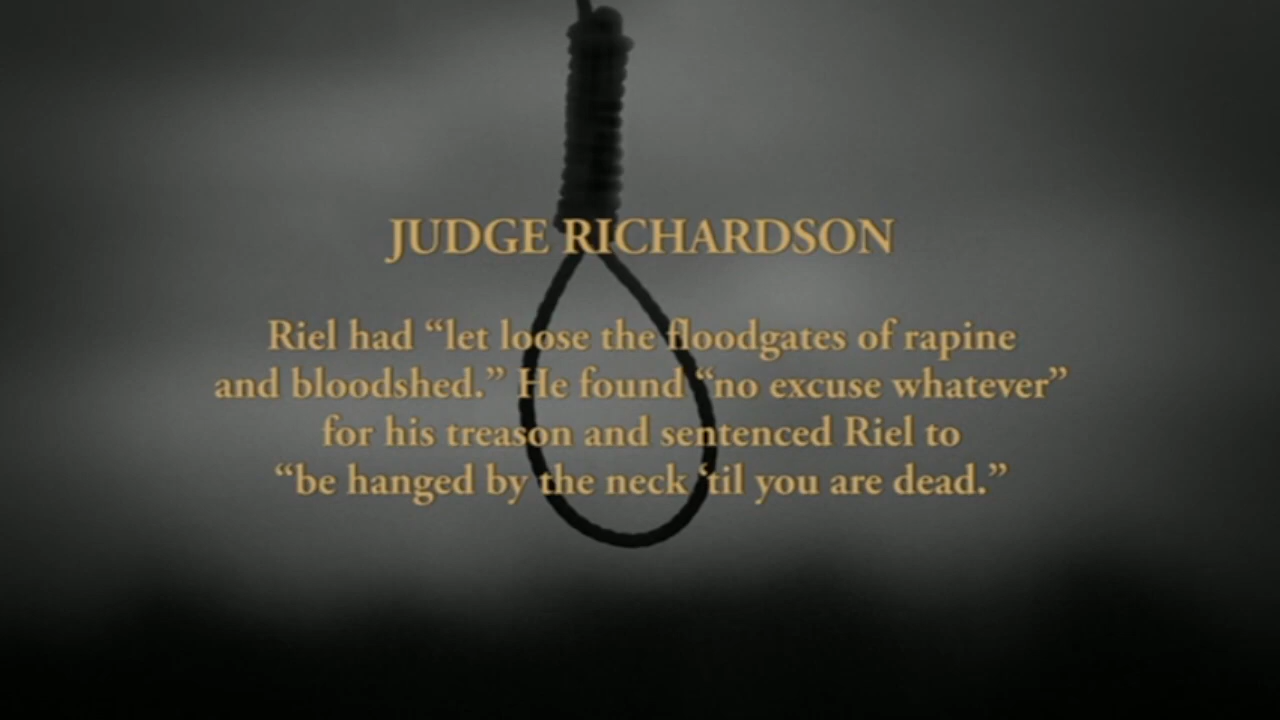 JUDGE RICHARDSON
Riel had “let loose the floodgates of rapine
and bloodshed.” He found “no excuse whatever”
for his treason and sentenced Riel to
“be hanged by the neck ‘til you are dead.”